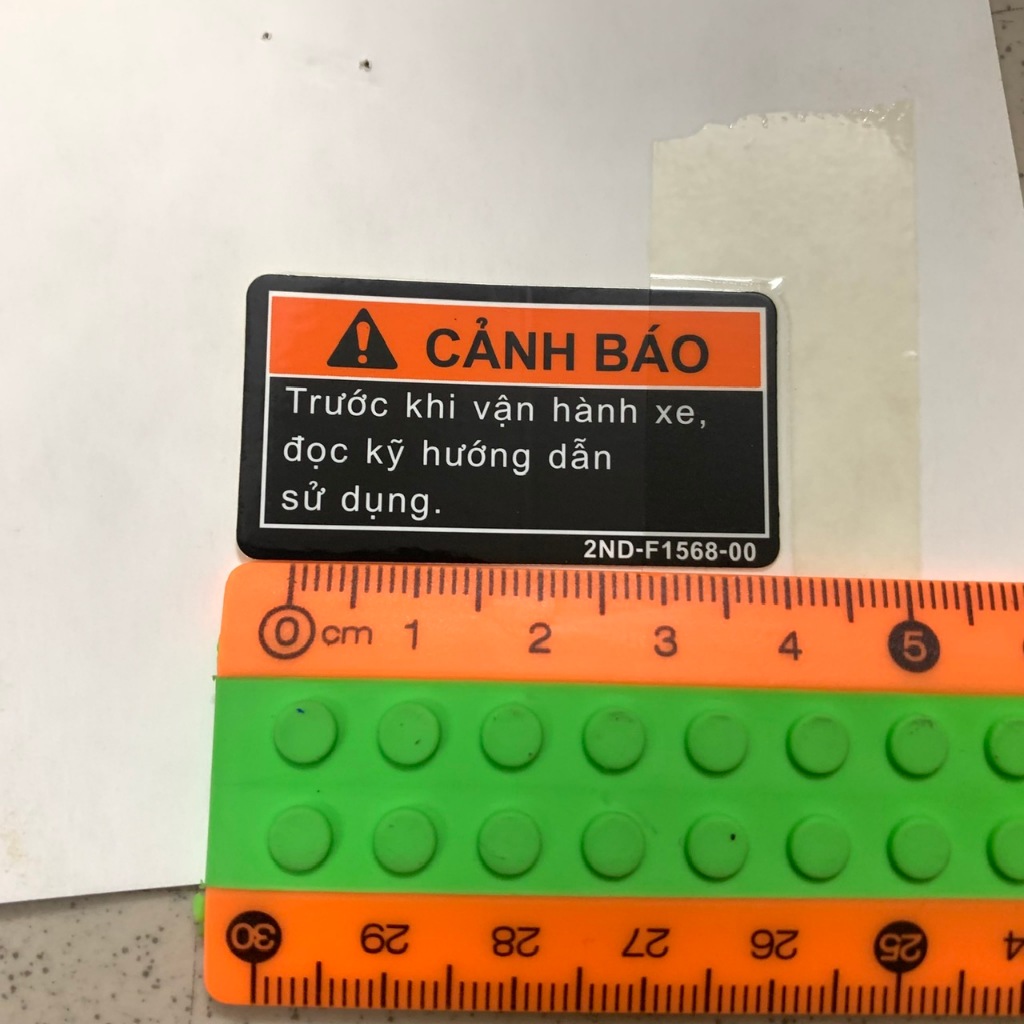 CẢNH BÁO
Trước khi vận hành xe,
đọc kỹ hướng dẫn
sử dụng.
2ND-F1568-00
0 cm 1 2 3 4 5
30 29 28 27 26 25